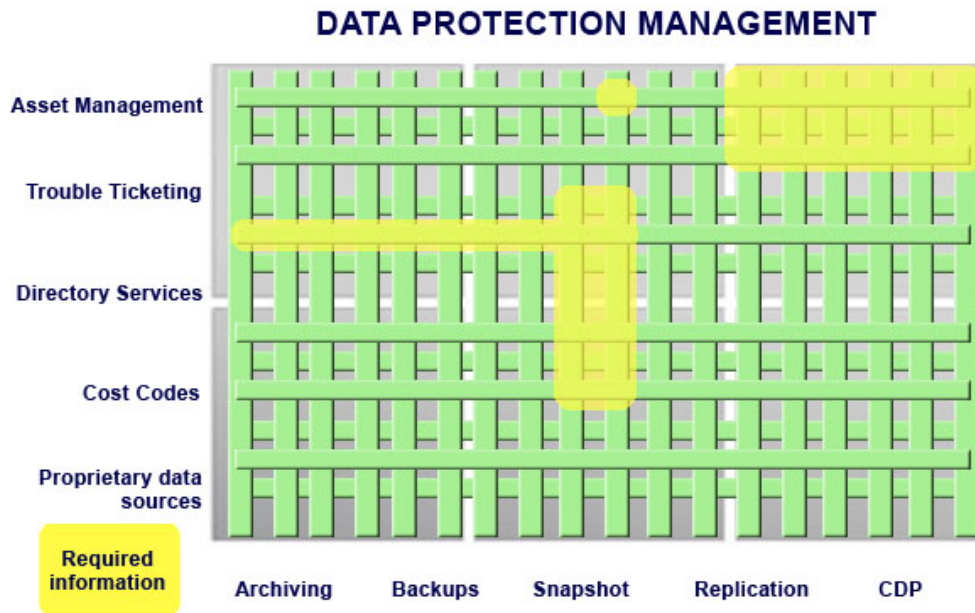 DATA PROTECTION MANAGEMENT
Asset Management
Trouble Ticketing
Directory Services
Cost Codes
Proprietary data
sources
Required
information
Archiving
Backups
Snapshot
Replication
CDP